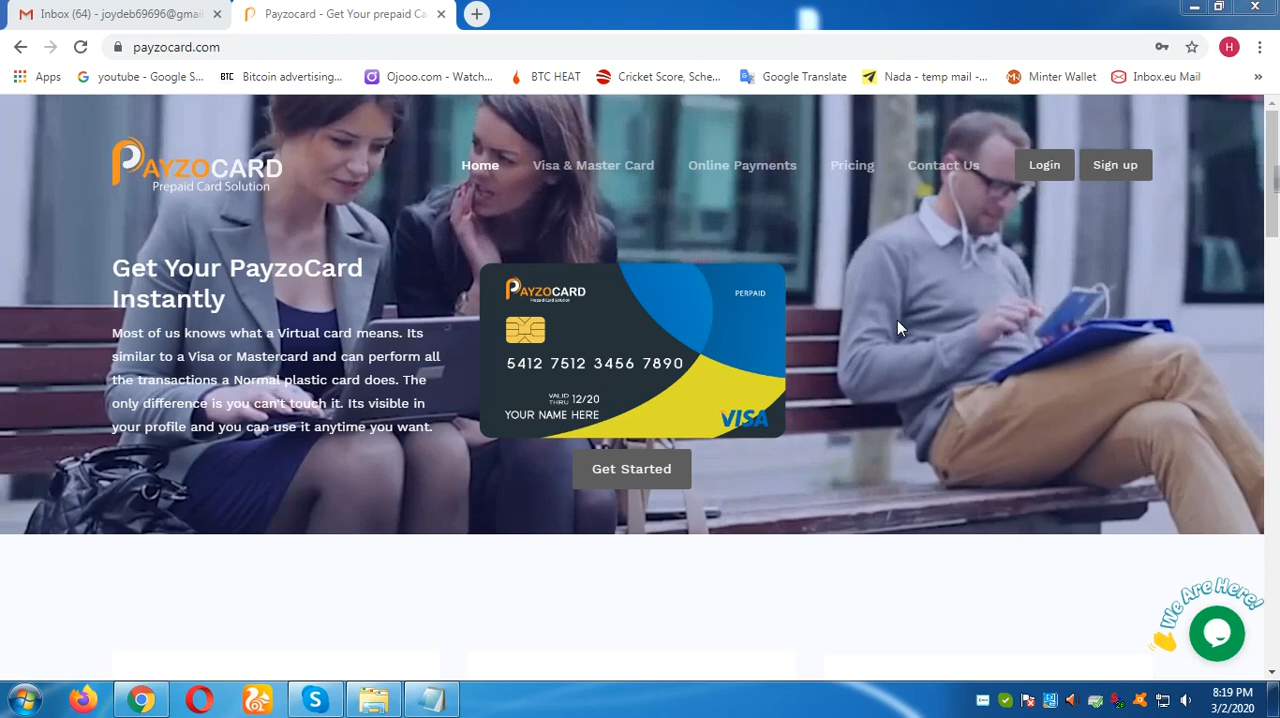 Inbox (64) - joydeb69696@gmai
Payzocard - Get Your prepaid Ca
payzocard.com
H
Apps
youtube - Google S...
BTC Bitcoin advertising...
Ojooo.com - Watch...
BTC HEAT
Cricket Score, Sche...
Google Translate
Nada - temp mail -...
Minter Wallet
Inbox.eu Mail
»
PAYZOCARD
Prepaid Card Solution
Home
Visa & Master Card
Online Payments
Pricing
Contact Us
Login
Sign up
Get Your PayzoCard
Instantly
Most of us knows what a Virtual card means. Its
similar to a Visa or Mastercard and can perform all
the transactions a Normal plastic card does. The
only difference is you can't touch it. Its visible in
your profile and you can use it anytime you want.
PAYZOCARD
Prepaid Card Solution
PERPAID
5412 7512 3456 7890
VALID
THRU 12/20
YOUR NAME HERE
VISA
Get Started
We Are Here!
8:19 PM
3/2/2020